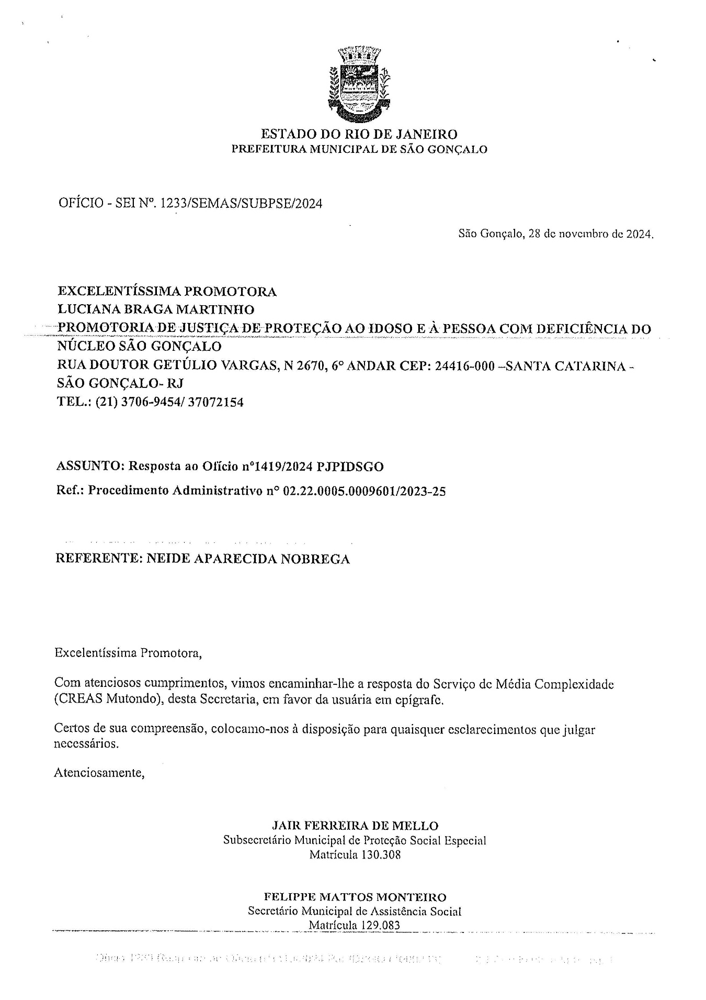 ESTADO DO RIO DE JANEIRO
PREFEITURA MUNICIPAL DE SÃO GONÇALO
OFÍCIO - SEI Nº. 1233/SEMAS/SUBPSE/2024
São Gonçalo, 28 de novembro de 2024.
EXCELENTÍSSIMA PROMOTORA
LUCIANA BRAGA MARTINHO
PROMOTORIA DE JUSTIÇA DE PROTEÇÃO AO IDOSO E À PESSOA COM DEFICIÊNCIA DO
NÚCLEO SÃO GONÇALO
RUA DOUTOR GETÚLIO VARGAS, N 2670, 6º ANDAR CEP: 24416-000 –SANTA CATARINA -
SÃO GONÇALO- RJ
TEL.: (21) 3706-9454/ 37072154
ASSUNTO: Resposta ao Ofício nº1419/2024 PJPIDSGO
Ref.: Procedimento Administrativo nº 02.22.0005.0009601/2023-25
REFERENTE: NEIDE APARECIDA NOBREGA
Excelentíssima Promotora,
Com atenciosos cumprimentos, vimos encaminhar-lhe a resposta do Serviço de Média Complexidade
(CREAS Mutondo), desta Secretaria, em favor da usuária em epígrafe.
Certos de sua compreensão, colocamo-nos à disposição para quaisquer esclarecimentos que julgar
necessários.
Atenciosamente,
JAIR FERREIRA DE MELLO
Subsecretário Municipal de Proteção Social Especial
Matrícula 130.308
FELIPPE MATTOS MONTEIRO
Secretário Municipal de Assistência Social
Matrícula 129.083